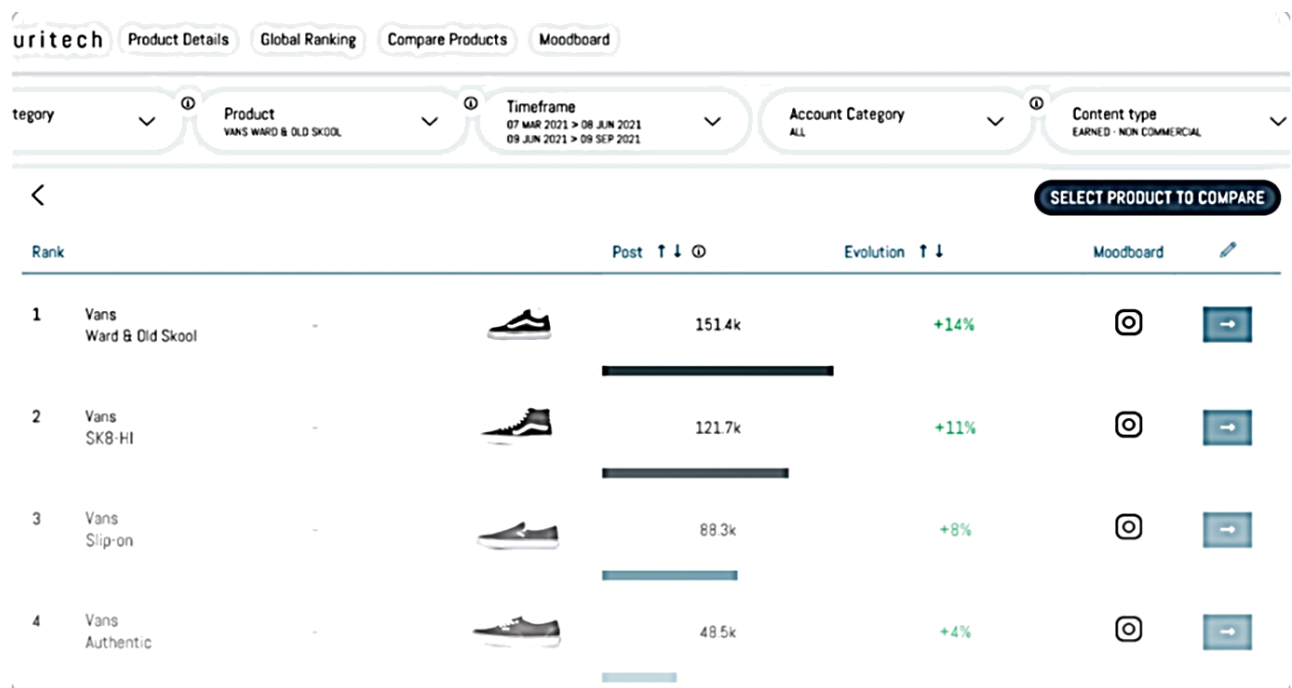 uritech Product Details Global Ranking Compare Products Moodboard
tegory
Product
VANS WARD & OLD SKOOL
Timeframe
07 MAR 2021 > 08 JUN 2021
09 JUN 2021 > 09 SEP 2021
Account Category
ALL
Content type
EARNED - NON COMMERCIAL
SELECT PRODUCT TO COMPARE
Rank Post Evolution Moodboard
1 Vans
Ward & Old Skool
- 151.4k +14%
2 Vans
SK8-HI
- 121.7k +11%
3 Vans
Slip-on
- 88.3k +8%
4 Vans
Authentic
- 48.5k +4%